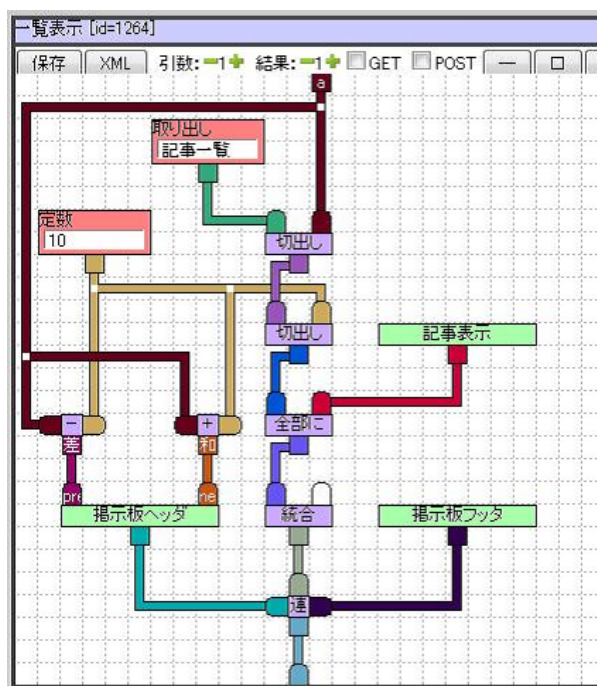 一覧表示 [id=1264]
保存 XML 引数: 1 結果: 1 GET POST
a
取り出し
記事一覧
定数
10
切出し
切出し
記事表示
- +
全部に
差 和
pre ne
掲示板ヘッダ 統合 掲示板フッタ
連